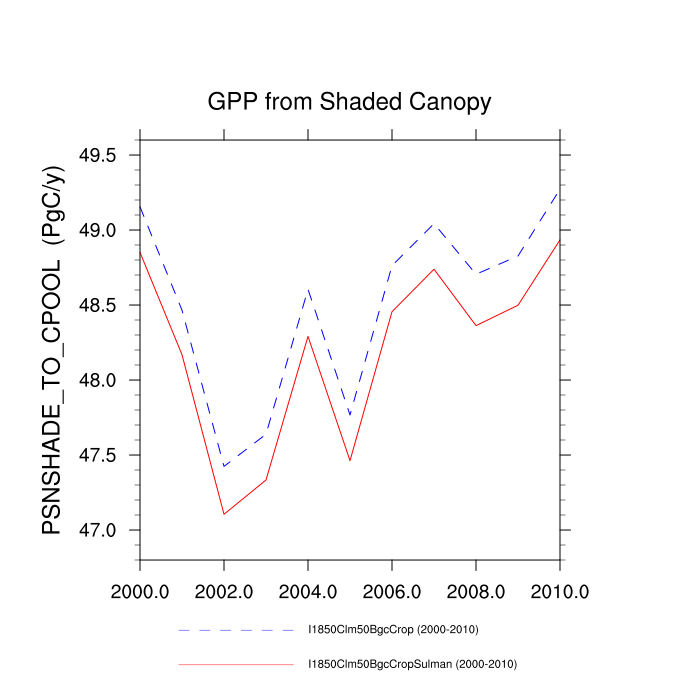 GPP from Shaded Canopy
PSNSHADE_TO_CPOOL (PgC/y)
49.5
49.0
48.5
48.0
47.5
47.0
2000.0 2002.0 2004.0 2006.0 2008.0 2010.0
I1850Clm50BgcCrop (2000-2010)
I1850Clm50BgcCropSulman (2000-2010)